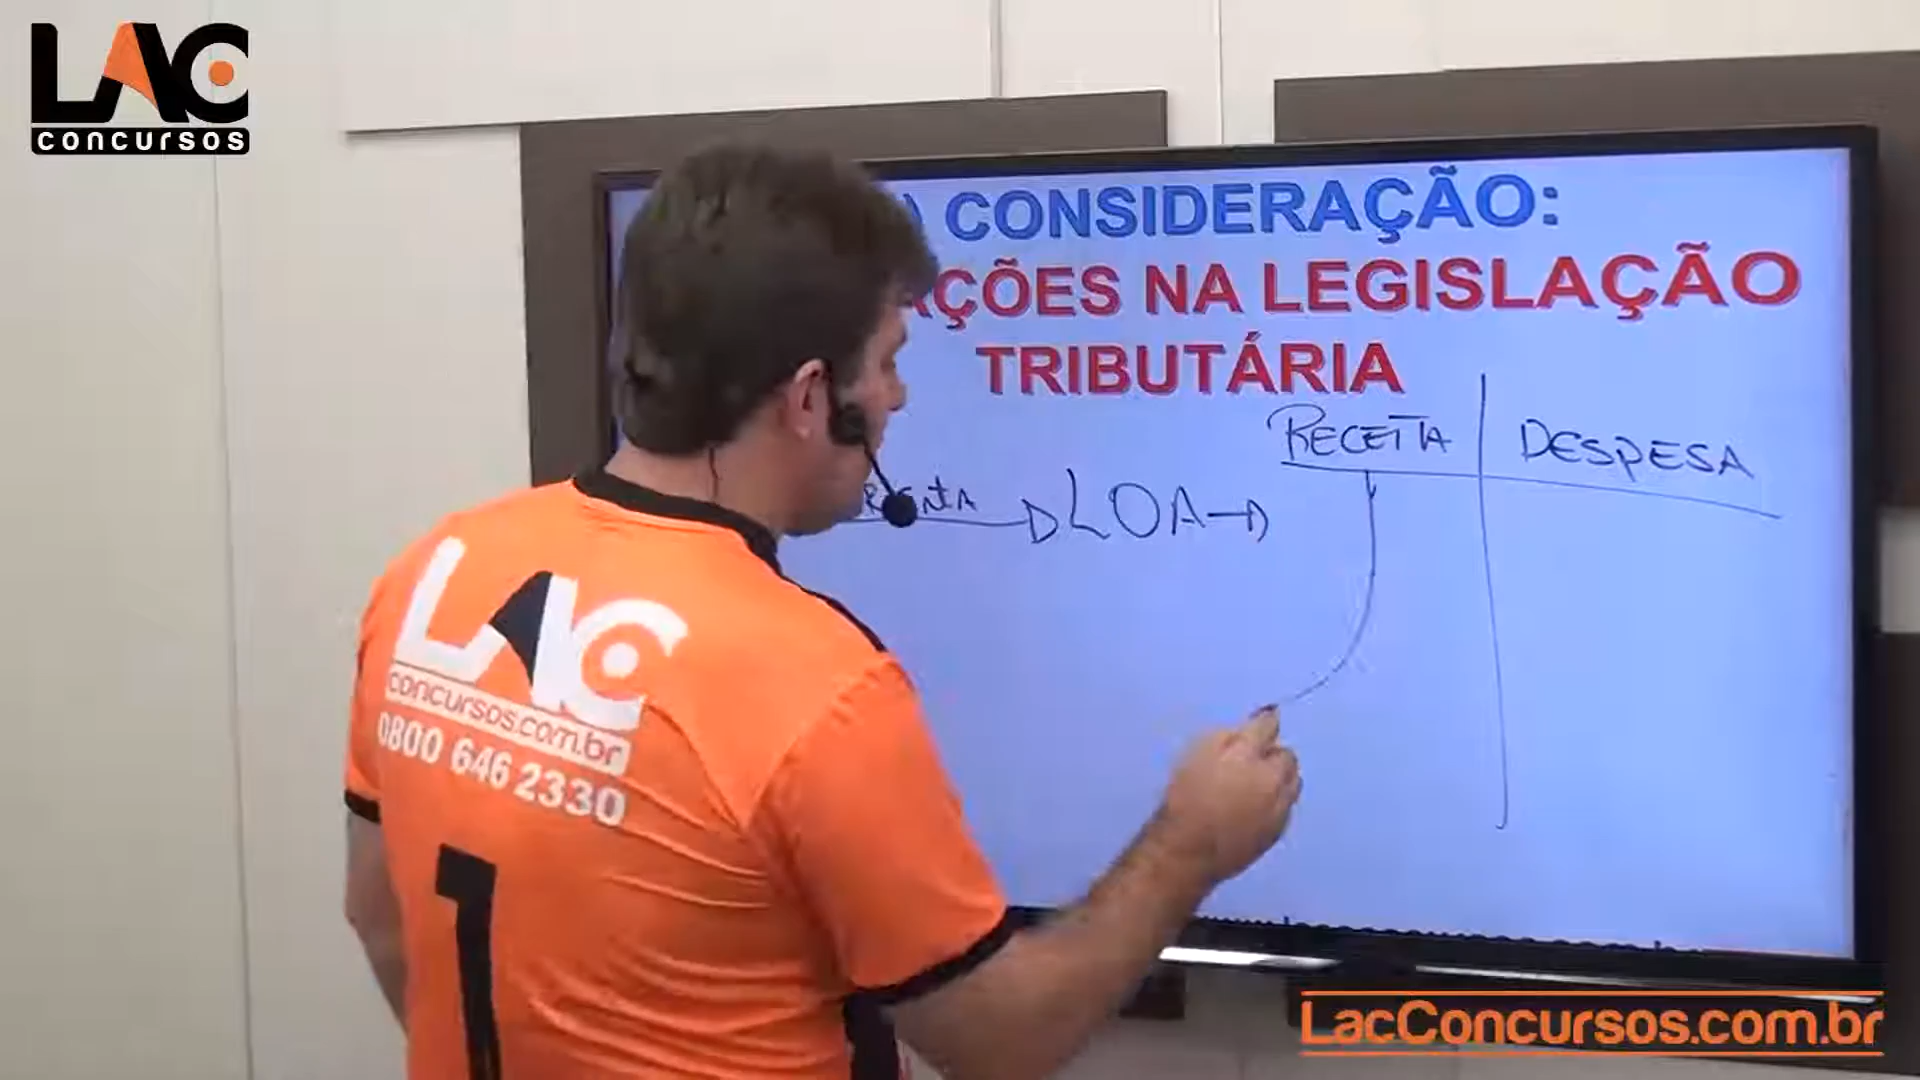 LAC
concursos
CONSIDERAÇÃO:
AÇÕES NA LEGISLAÇÃO
TRIBUTÁRIA
RECEITA
DESPESA
LOA
LAC
concursos.com.br
0800 646 2330
1
LacConcursos.com.br